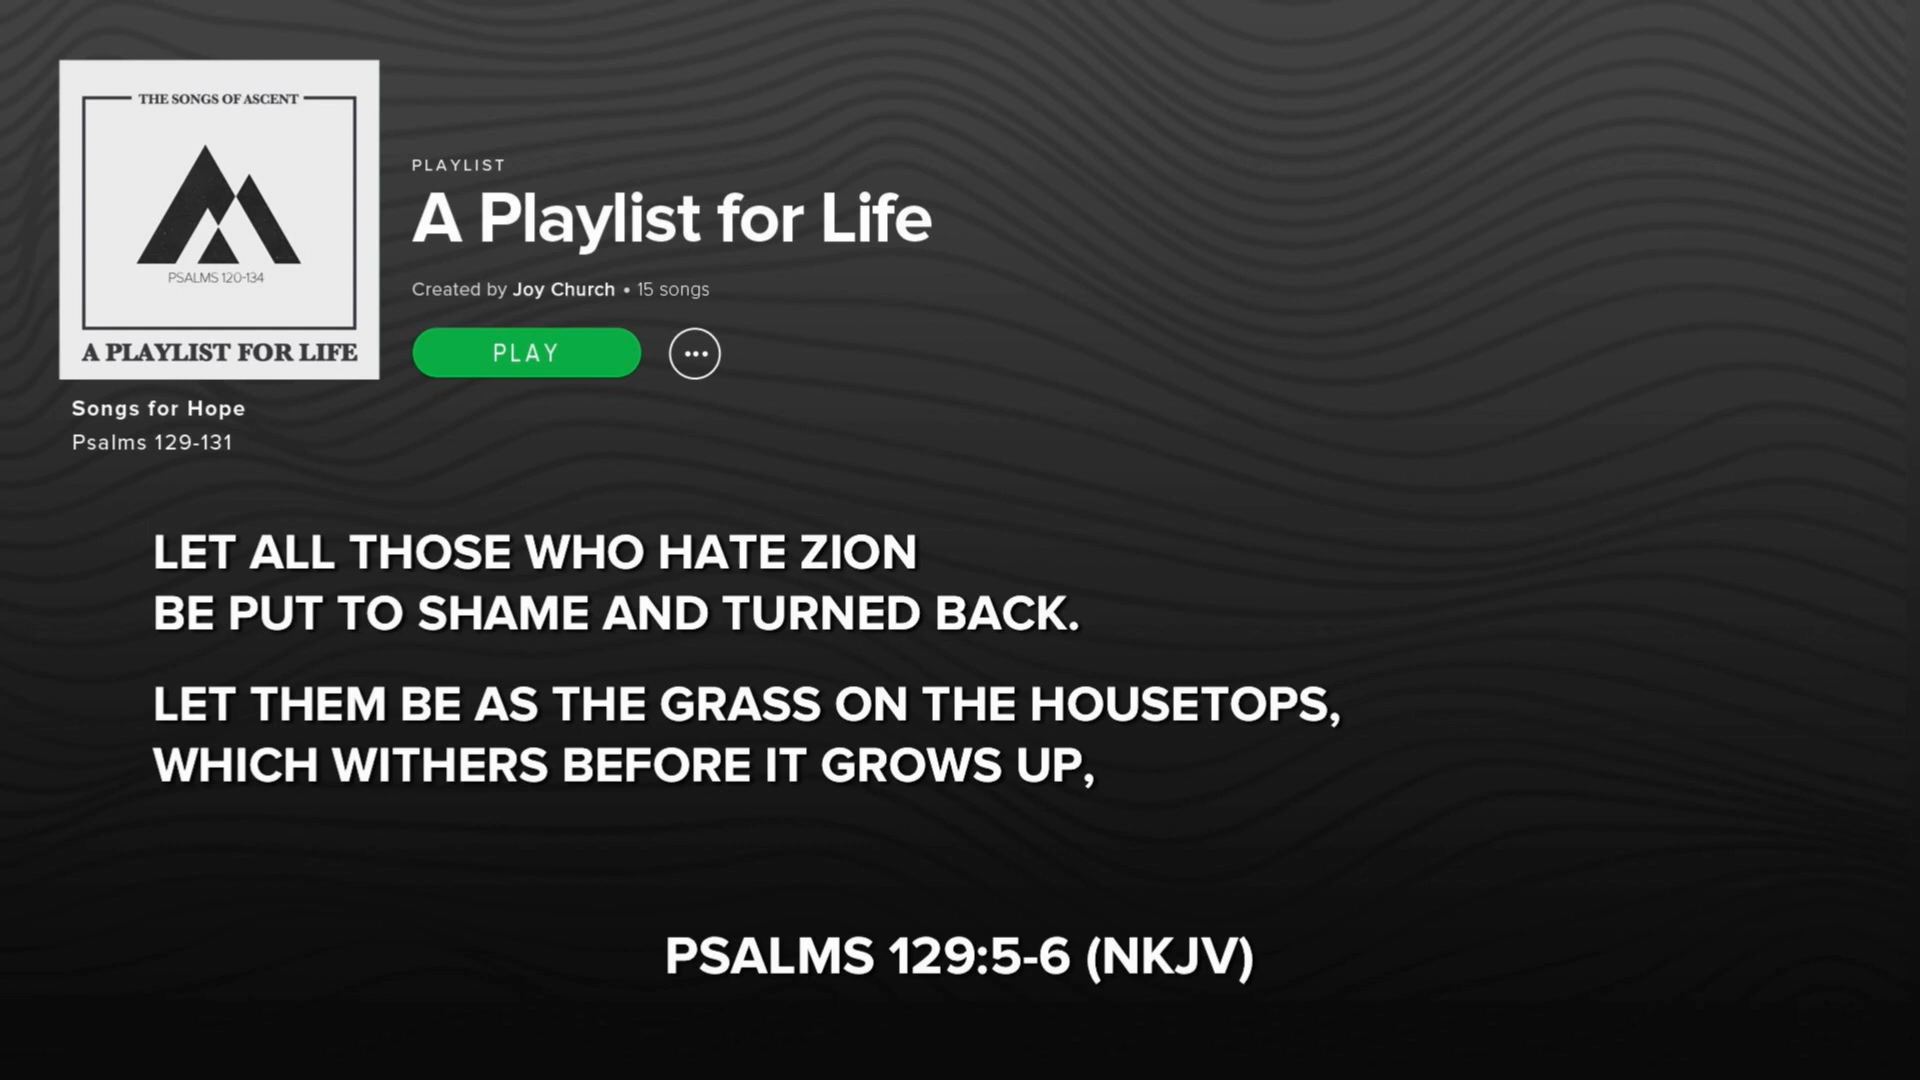 THE SONGS OF ASCENT
PSALMS 120-134
A PLAYLIST FOR LIFE
PLAYLIST
A Playlist for Life
Created by Joy Church • 15 songs
PLAY
Songs for Hope
Psalms 129-131
LET ALL THOSE WHO HATE ZION
BE PUT TO SHAME AND TURNED BACK.
LET THEM BE AS THE GRASS ON THE HOUSETOPS,
WHICH WITHERS BEFORE IT GROWS UP,
PSALMS 129:5-6 (NKJV)